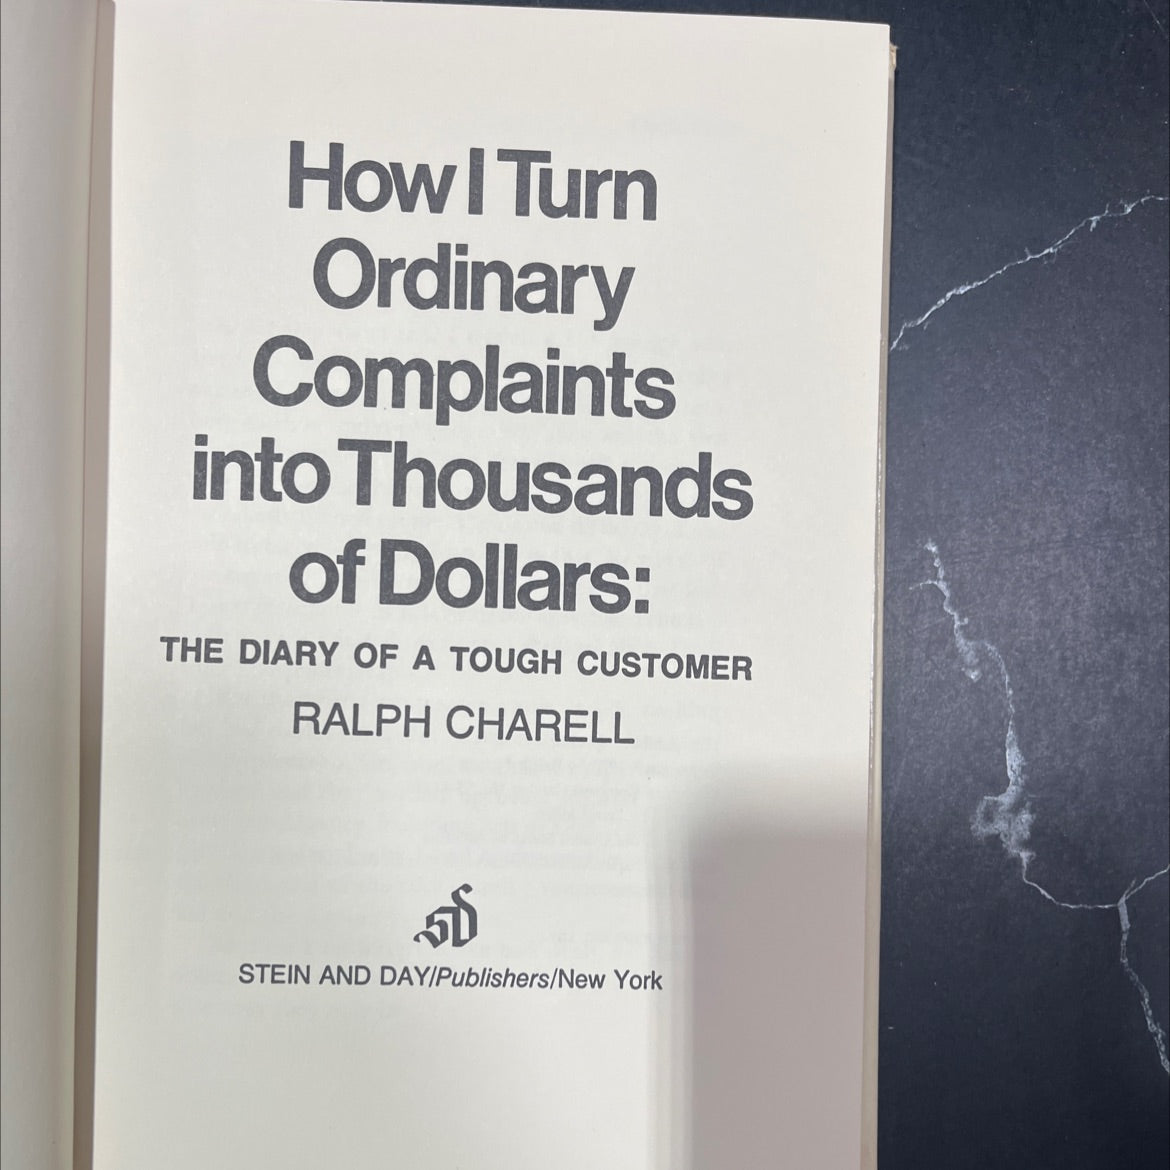 How I Turn
Ordinary
Complaints
into Thousands
of Dollars:
THE DIARY OF A TOUGH CUSTOMER
RALPH CHARELL
SD
STEIN AND DAY/Publishers/New York